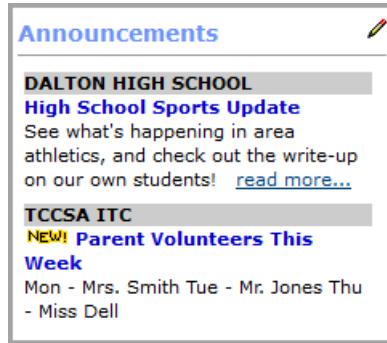 Announcements
DALTON HIGH SCHOOL
High School Sports Update
See what's happening in area
athletics, and check out the write-up
on our own students! read more...
TCCSA ITC
NEW! Parent Volunteers This
Week
Mon - Mrs. Smith Tue - Mr. Jones Thu
- Miss Dell